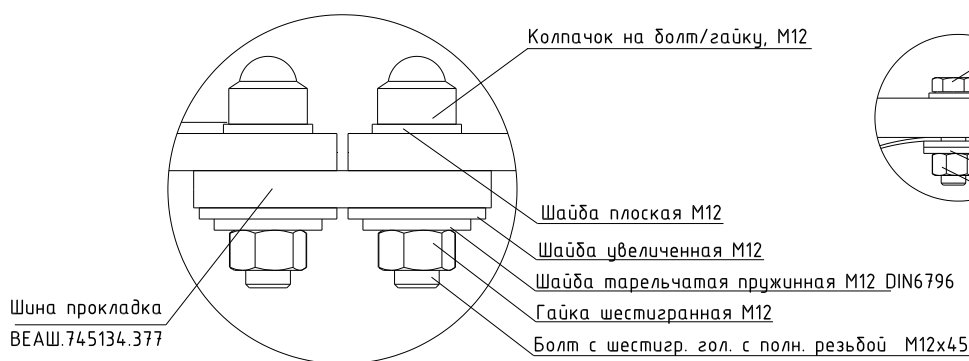 Колпачок на болт/гайку, М12
Шайба плоская М12
Шайба увеличенная М12
Шайба тарельчатая пружинная М12 DIN6796
Гайка шестигранная М12
Болт с шестигр. гол. с полн. резьбой М12х45
Шина прокладка
ВЕАШ.745134.377